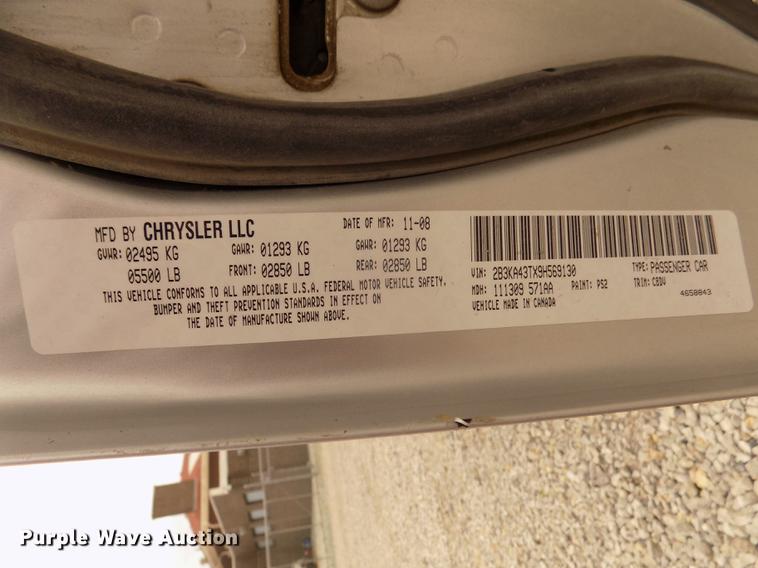 MFD BY CHRYSLER LLC DATE OF MFR: 11-08
GVWR: 02495 KG GAWR: 01293 KG GAWR: 01293 KG
05500 LB FRONT: 02850 LB REAR: 02850 LB
THIS VEHICLE CONFORMS TO ALL APPLICABLE U.S.A. FEDERAL MOTOR VEHICLE SAFETY,
BUMPER AND THEFT PREVENTION STANDARDS IN EFFECT ON
THE DATE OF MANUFACTURE SHOWN ABOVE.
VIN: 2B3KA43TX9H569130 TYPE: PASSENGER CAR
MDH: 111309 571AA PAINT: PS2 TRIM: C8DV
VEHICLE MADE IN CANADA 4658843
Purple Wave Auction